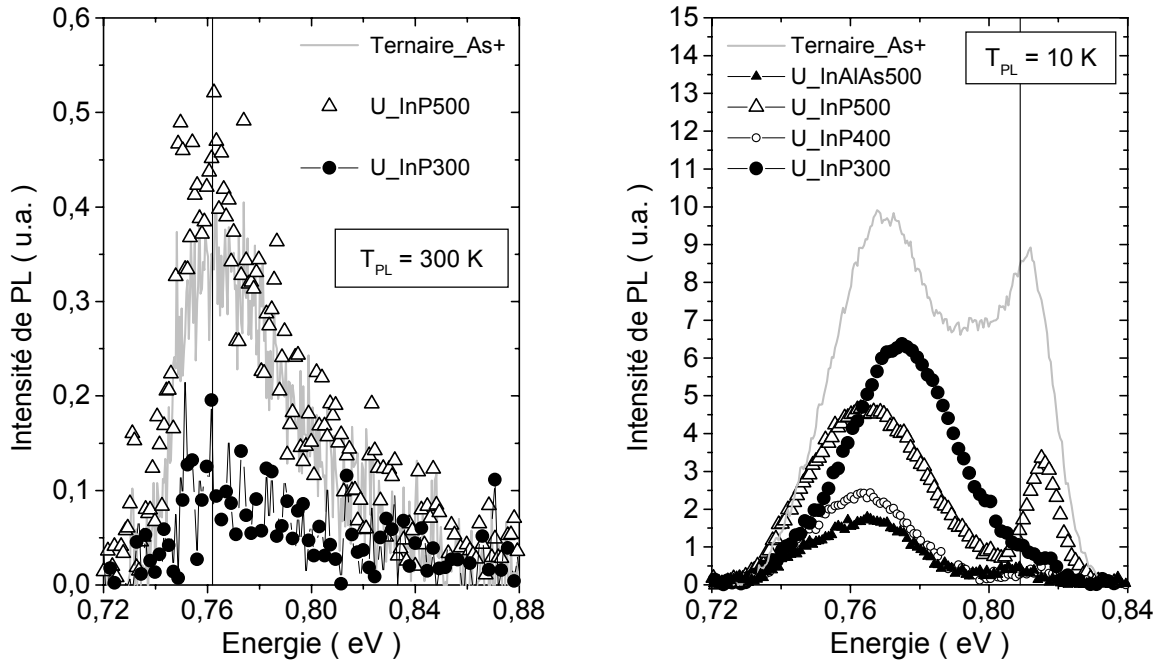 0,6
0,5
0,4
0,3
0,2
0,1
0,0
Intensité de PL ( u.a. )
Ternaire_As+
U_InP500
U_InP300
T_PL = 300 K
0,72 0,76 0,80 0,84 0,88
Energie ( eV )
15
14
13
12
11
10
9
8
7
6
5
4
3
2
1
0
Intensité de PL ( u.a. )
Ternaire_As+
U_InAlAs500
U_InP500
U_InP400
U_InP300
T_PL = 10 K
0,72 0,76 0,80 0,84
Energie ( eV )